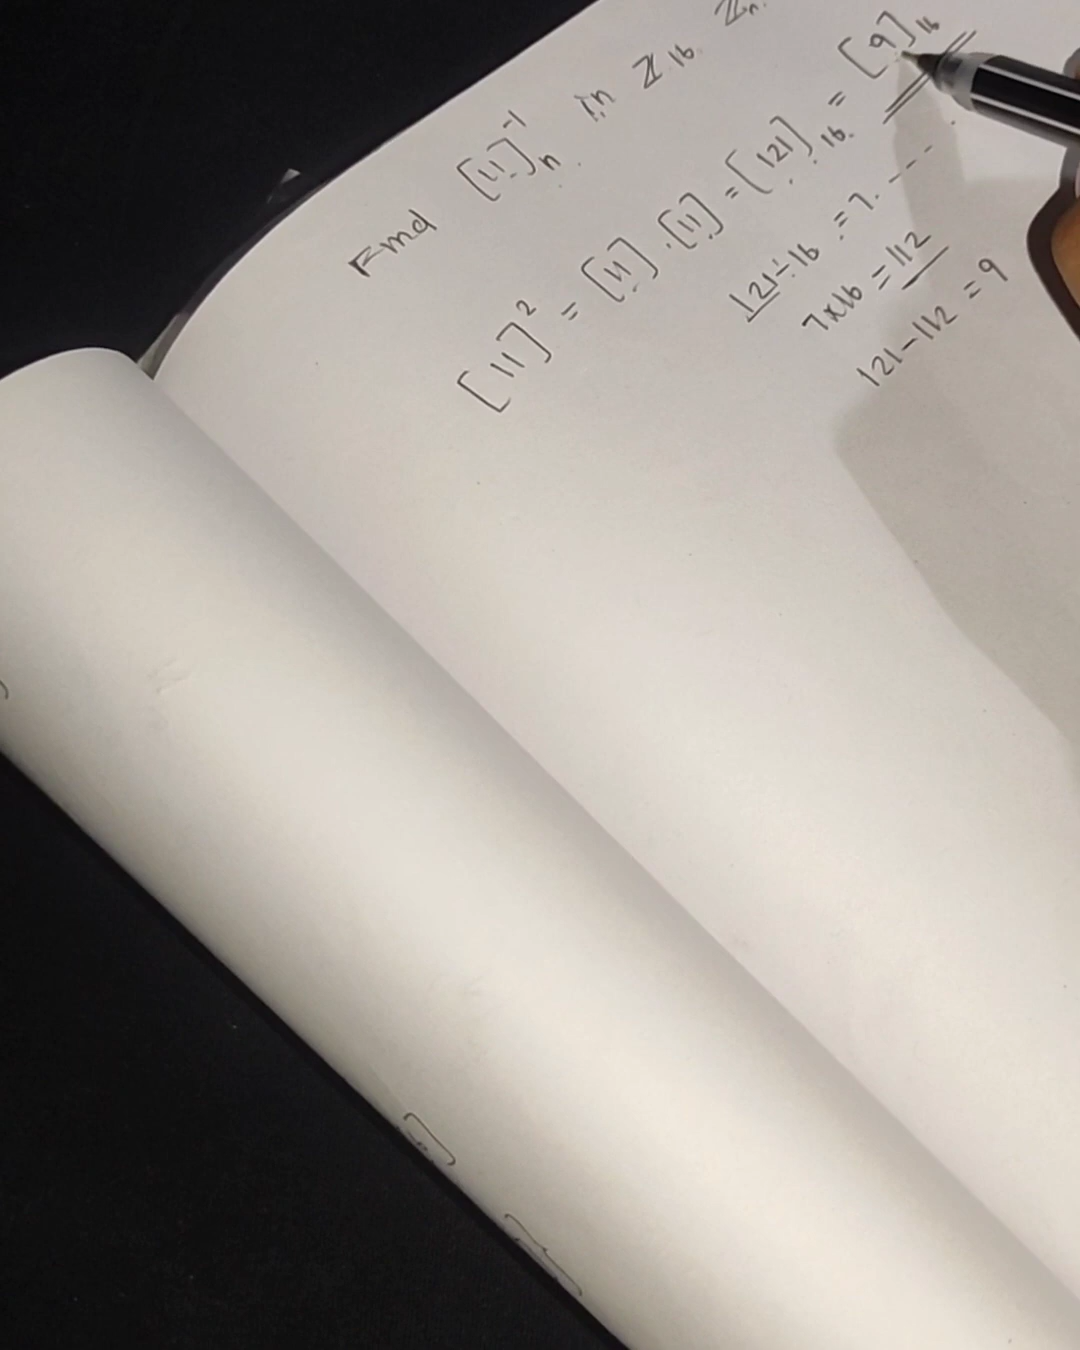 Find [11]ₙ⁻¹ in ℤ₁₆ ℤₙ.
[11]² = [11] · [11] = [121]₁₆ = [9]₁₆
121÷16 = 7. - - -
7×16 = 112
121-112 = 9